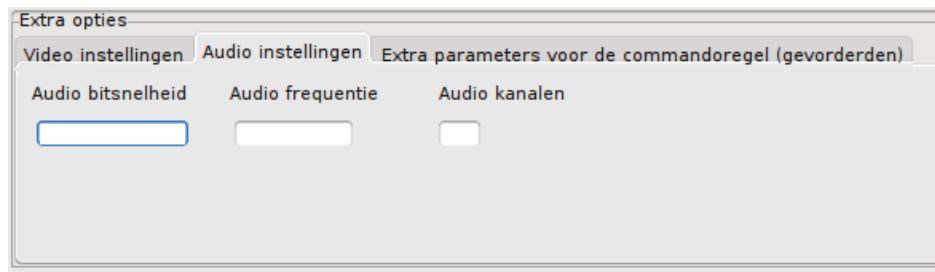 Extra opties
Video instellingen Audio instellingen Extra parameters voor de commandoregel (gevorderden)
Audio bitsnelheid Audio frequentie Audio kanalen